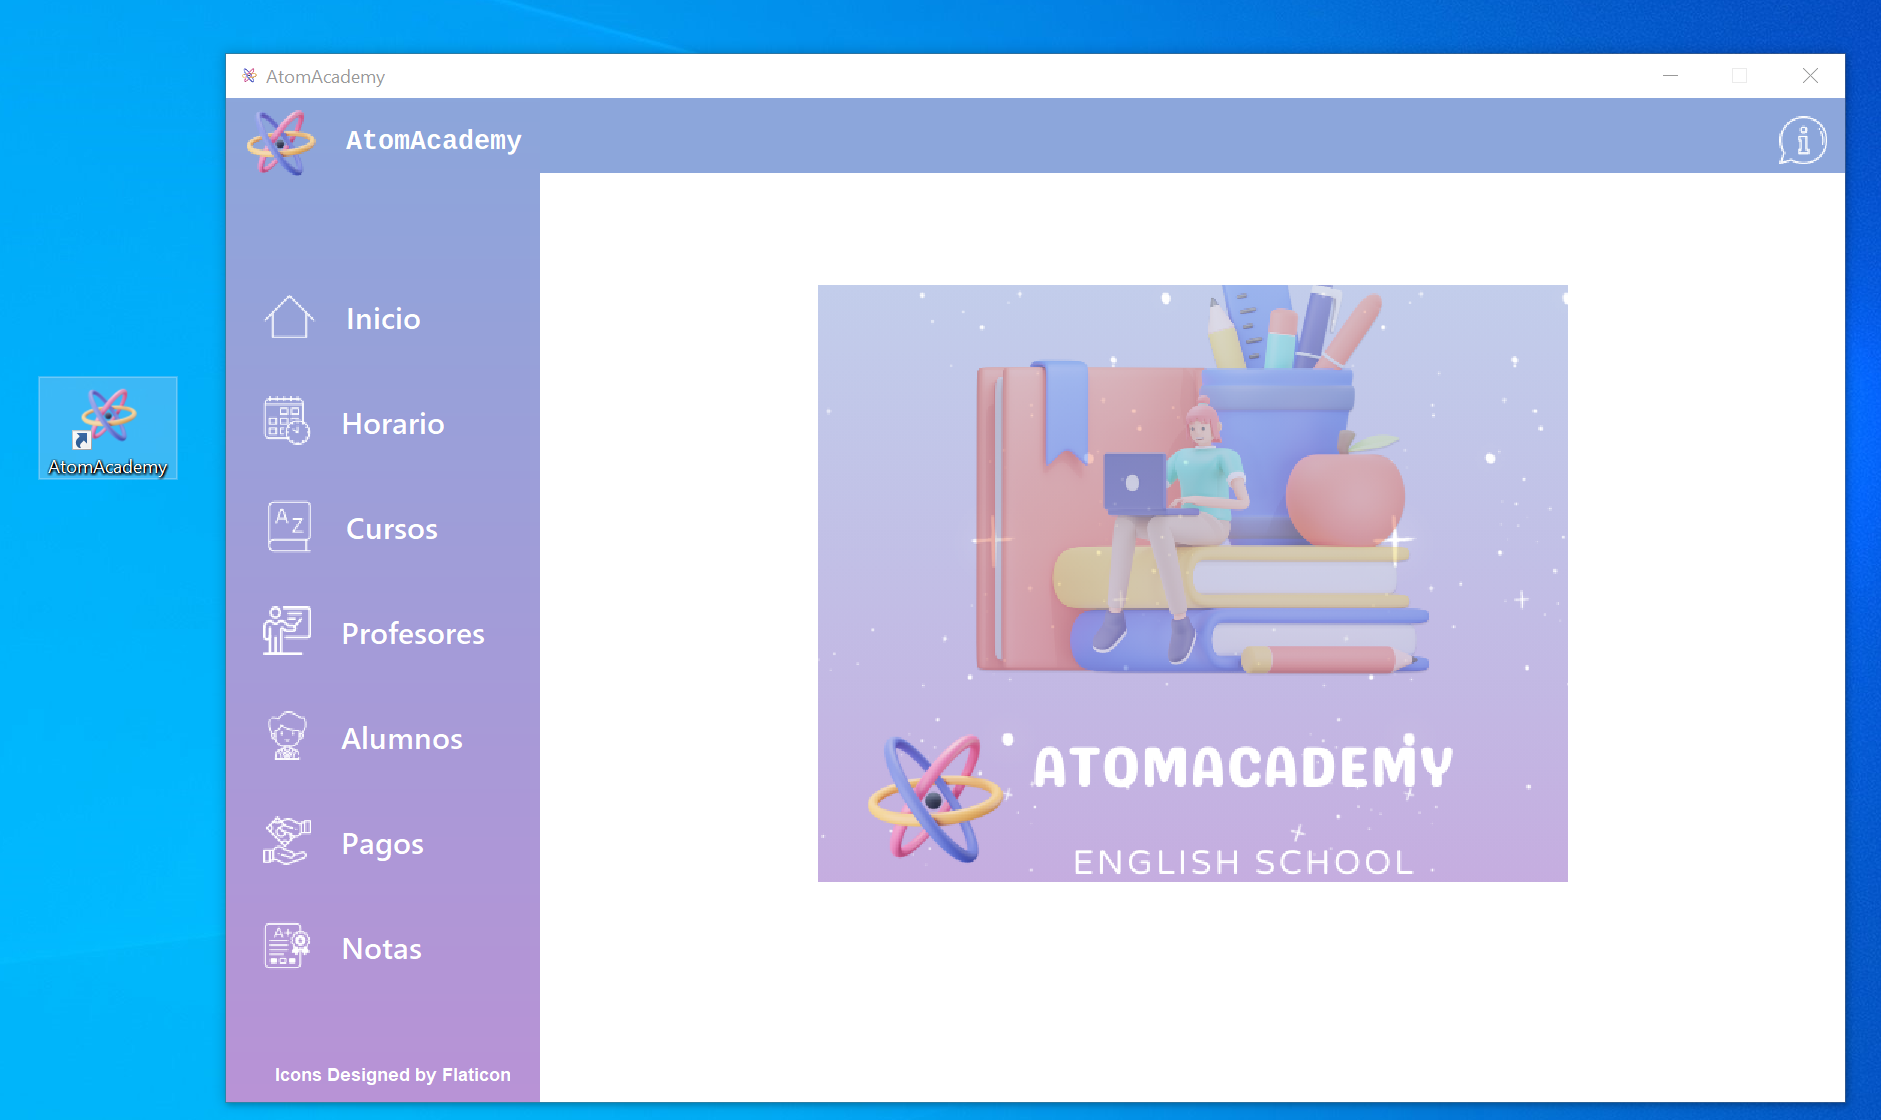 AtomAcademy
AtomAcademy
Inicio
Horario
Cursos
Profesores
Alumnos
Pagos
Notas
Icons Designed by Flaticon
AtomAcademy
ATOMACADEMY
ENGLISH SCHOOL